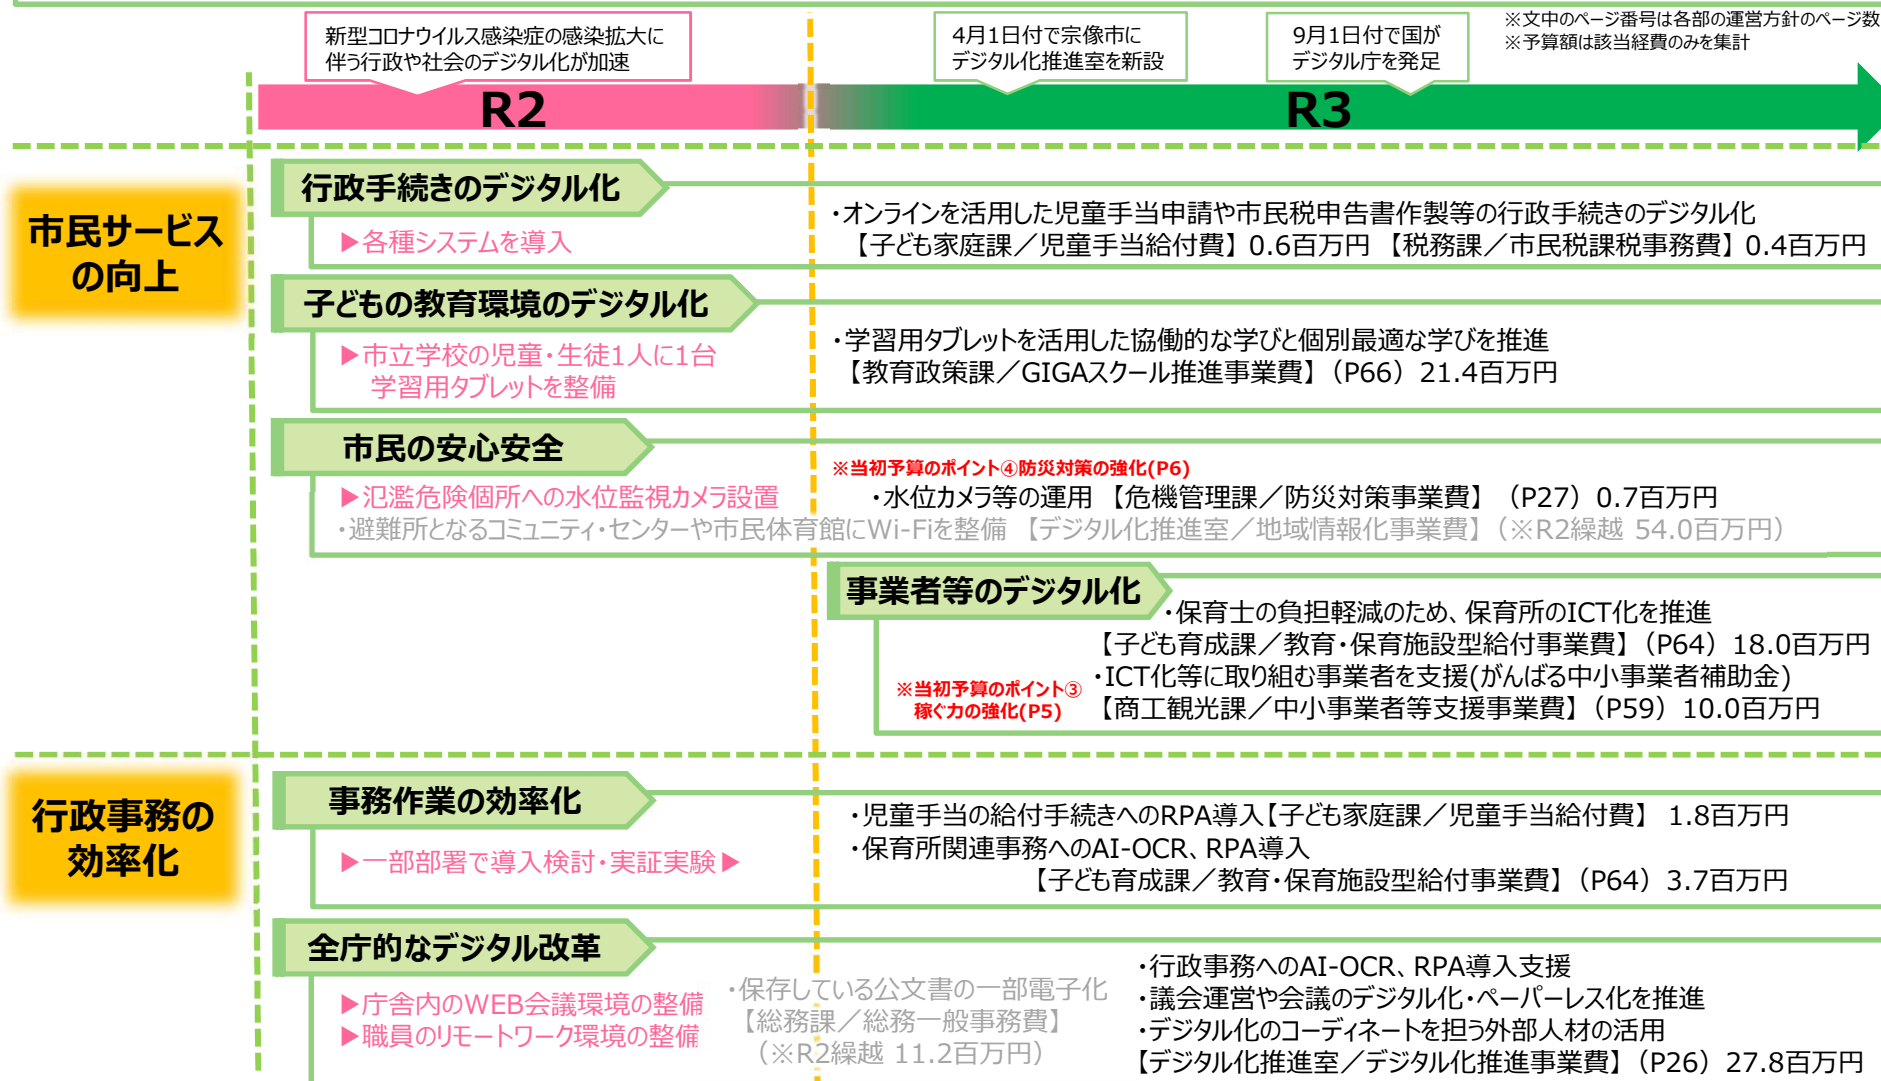 ※文中のページ番号は各部の運営方針のページ数
※予算額は該当経費のみを集計
新型コロナウイルス感染症の感染拡大に
伴う行政や社会のデジタル化が加速
4月1日付で宗像市に
デジタル化推進室を新設
9月1日付で国が
デジタル庁を発足
R2
R3
市民サービス
の向上
行政手続きのデジタル化
▶各種システムを導入
・オンラインを活用した児童手当申請や市民税申告書作製等の行政手続きのデジタル化
【子ども家庭課／児童手当給付費】0.6百万円 【税務課／市民税課税事務費】0.4百万円
子どもの教育環境のデジタル化
▶市立学校の児童・生徒1人に1台
学習用タブレットを整備
・学習用タブレットを活用した協働的な学びと個別最適な学びを推進
【教育政策課／GIGAスクール推進事業費】（P66）21.4百万円
市民の安心安全
※当初予算のポイント④防災対策の強化(P6)
▶氾濫危険個所への水位監視カメラ設置
・水位カメラ等の運用 【危機管理課／防災対策事業費】（P27）0.7百万円
・避難所となるコミュニティ・センターや市民体育館にWi-Fiを整備 【デジタル化推進室／地域情報化事業費】（※R2繰越 54.0百万円）
事業者等のデジタル化
・保育士の負担軽減のため、保育所のICT化を推進
【子ども育成課／教育・保育施設型給付事業費】（P64）18.0百万円
・ICT化等に取り組む事業者を支援(がんばる中小事業者補助金)
【商工観光課／中小事業者等支援事業費】（P59）10.0百万円
※当初予算のポイント③
稼ぐ力の強化(P5)
行政事務の
効率化
事務作業の効率化
▶一部部署で導入検討・実証実験▶
・児童手当の給付手続きへのRPA導入【子ども家庭課／児童手当給付費】 1.8百万円
・保育所関連事務へのAI-OCR、RPA導入
【子ども育成課／教育・保育施設型給付事業費】（P64）3.7百万円
全庁的なデジタル改革
▶庁舎内のWEB会議環境の整備
▶職員のリモートワーク環境の整備
・保存している公文書の一部電子化
【総務課／総務一般事務費】
（※R2繰越 11.2百万円）
・行政事務へのAI-OCR、RPA導入支援
・議会運営や会議のデジタル化・ペーパーレス化を推進
・デジタル化のコーディネートを担う外部人材の活用
【デジタル化推進室／デジタル化推進事業費】（P26）27.8百万円